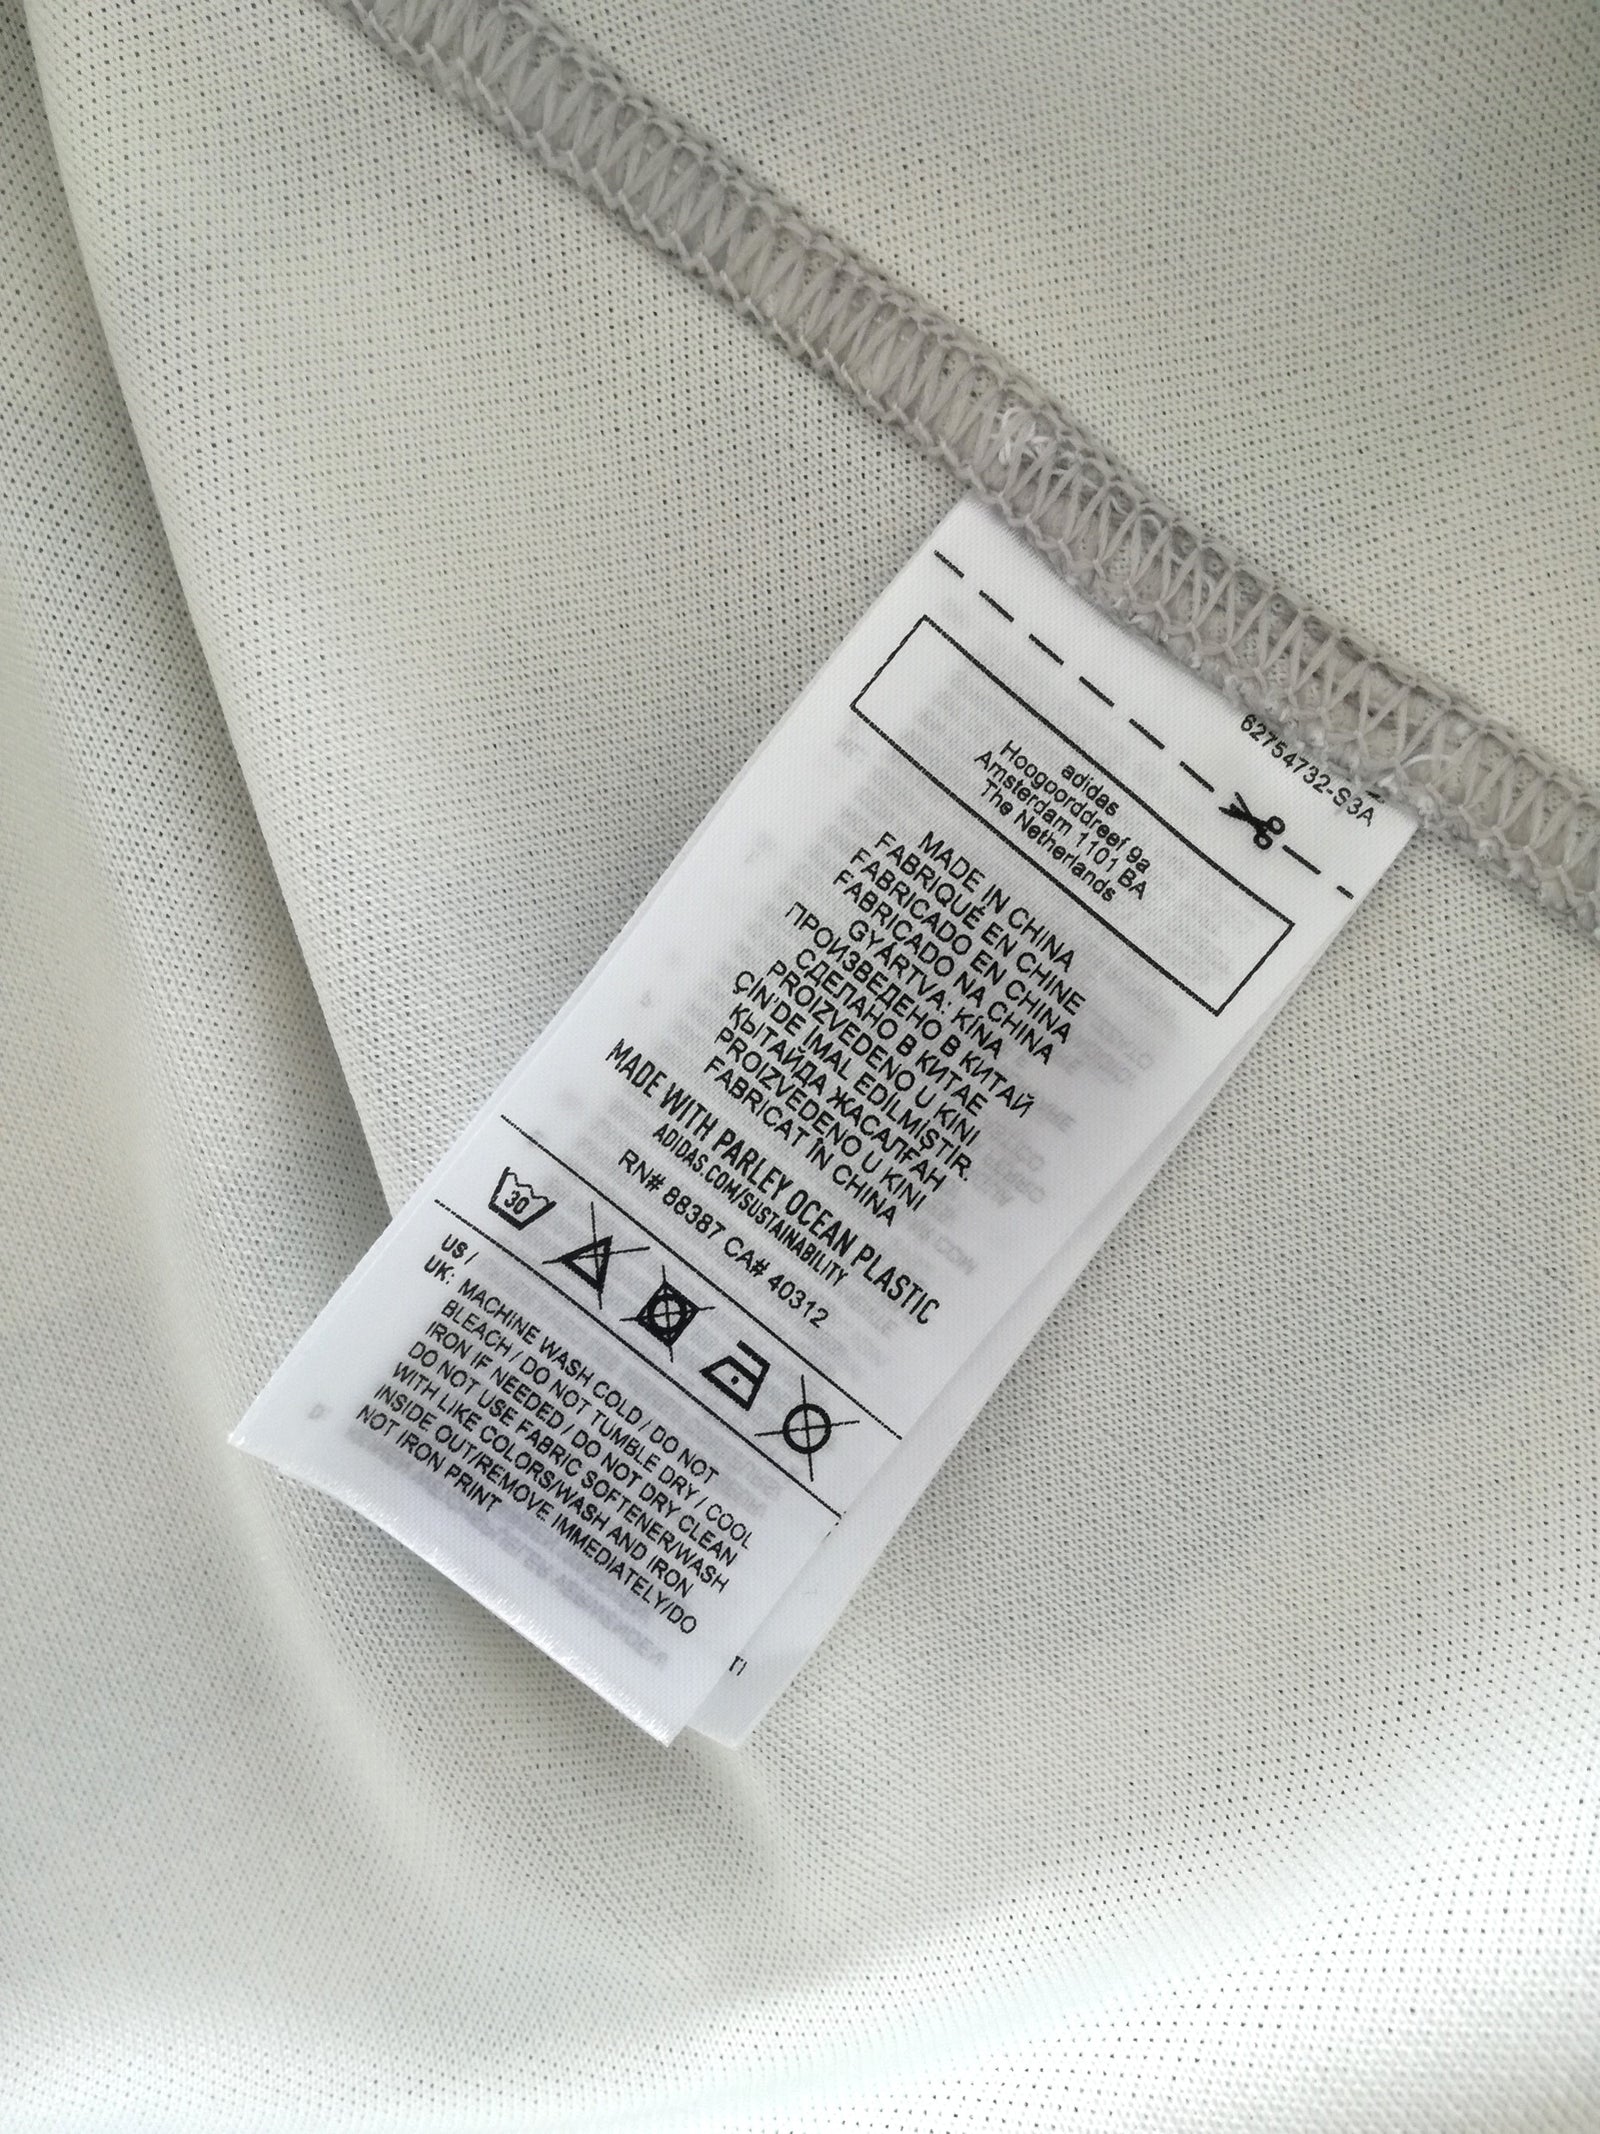 62754732-S3A
adidas
Hoogoorddreef 9a
Amsterdam 1101 BA
The Netherlands
MADE IN CHINA
FABRIQUÉ EN CHINE
FABRICADO EN CHINA
FABRICADO NA CHINA
GYÁRTVA: KÍNA
ПРОИЗВЕДЕНО В КИТАЙ
СДЕЛАНО В КИТАЕ
PROIZVEDENO U KINI
ÇİN'DE İMAL EDİLMİŞTİR.
ҚЫТАЙДА ЖАСАЛҒАН
PROIZVEDENO U KINI
FABRICAT ÎN CHINA
MADE WITH PARLEY OCEAN PLASTIC
ADIDAS.COM/SUSTAINABILITY
RN# 88387 CA# 40312
30
US /
UK: MACHINE WASH COLD / DO NOT
BLEACH / DO NOT TUMBLE DRY / COOL
IRON IF NEEDED / DO NOT DRY CLEAN
DO NOT USE FABRIC SOFTENER/WASH
WITH LIKE COLORS/WASH AND IRON
INSIDE OUT/REMOVE IMMEDIATELY/DO
NOT IRON PRINT